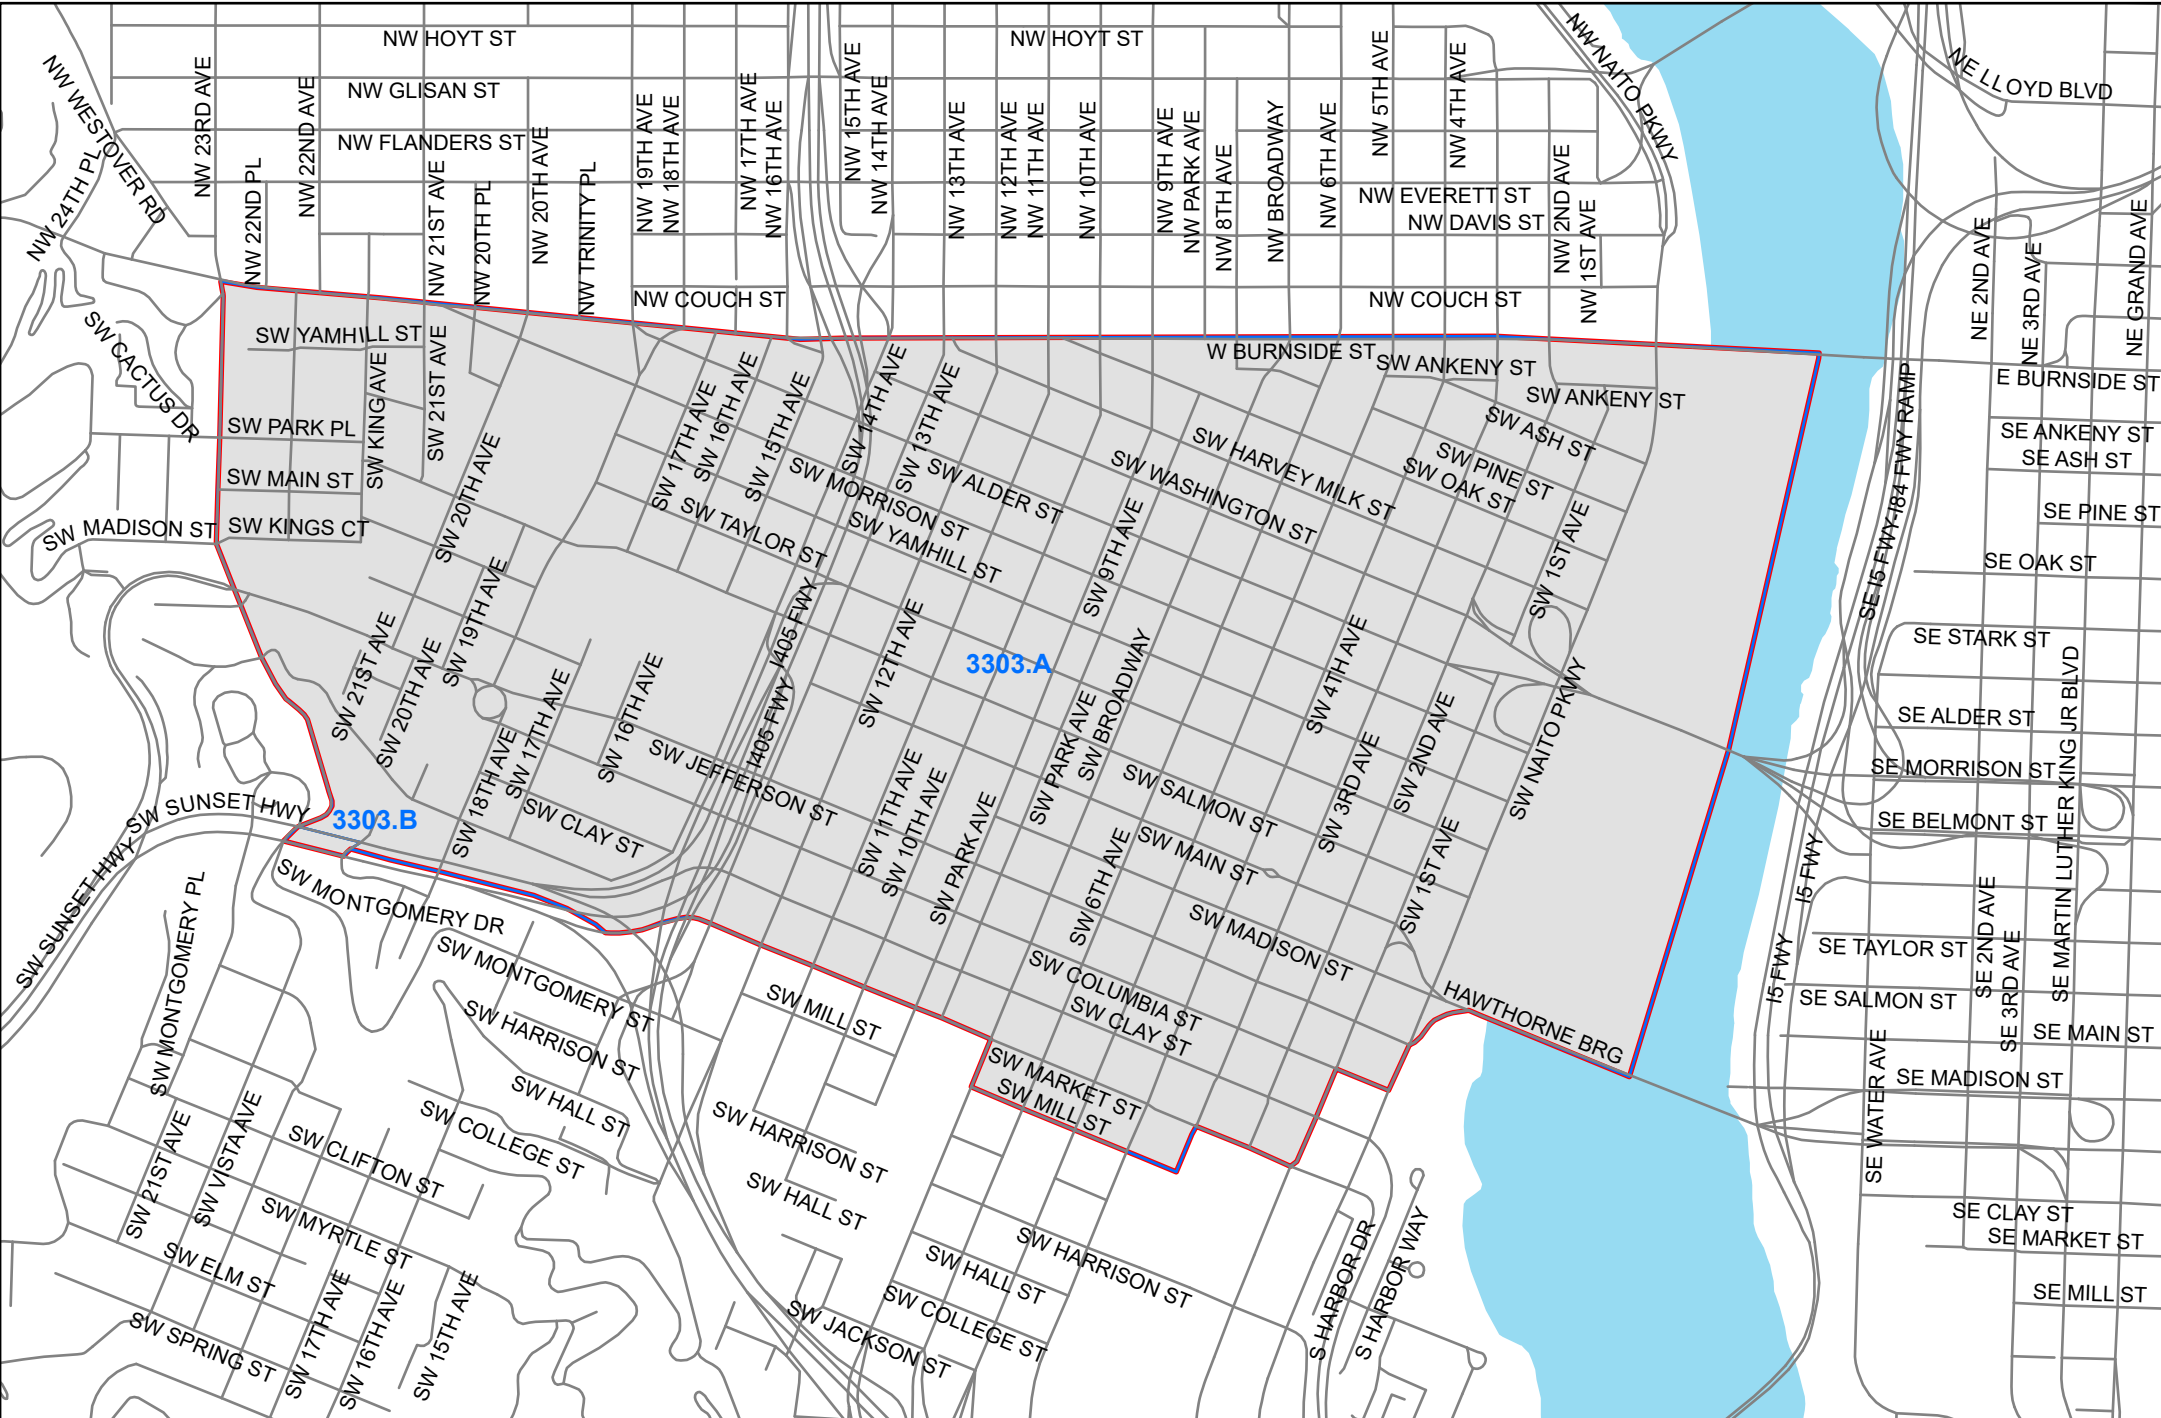 NW HOYT ST
NW HOYT ST
NW GLISAN ST
NW FLANDERS ST
NW EVERETT ST
NW DAVIS ST
NW COUCH ST
NW COUCH ST
NW WESTOVER RD
NW 24TH PL
NW 23RD AVE
NW 22ND PL
NW 22ND AVE
NW 21ST AVE
NW 20TH PL
NW 20TH AVE
NW TRINITY PL
NW 19TH AVE
NW 18TH AVE
NW 17TH AVE
NW 16TH AVE
NW 15TH AVE
NW 14TH AVE
NW 13TH AVE
NW 12TH AVE
NW 11TH AVE
NW 10TH AVE
NW 9TH AVE
NW PARK AVE
NW 8TH AVE
NW BROADWAY
NW 6TH AVE
NW 5TH AVE
NW 4TH AVE
NW 2ND AVE
NW 1ST AVE
NW NAITO PKWY
NE LLOYD BLVD
NE 2ND AVE
NE 3RD AVE
NE GRAND AVE
SW CACTUS DR
SW YAMHILL ST
SW KING AVE
SW 21ST AVE
SW PARK PL
SW MAIN ST
SW KINGS CT
SW MADISON ST
SW 20TH AVE
SW 19TH AVE
SW 17TH AVE
SW 16TH AVE
SW 15TH AVE
SW 14TH AVE
SW 13TH AVE
W BURNSIDE ST
SW ANKENY ST
SW ANKENY ST
SW ASH ST
SW PINE ST
SW OAK ST
SW HARVEY MILK ST
SW WASHINGTON ST
SW ALDER ST
SW MORRISON ST
SW YAMHILL ST
SW TAYLOR ST
SW 9TH AVE
SW 1ST AVE
E BURNSIDE ST
SE ANKENY ST
SE ASH ST
SE PINE ST
SE OAK ST
SE STARK ST
SE ALDER ST
SE MORRISON ST
SE BELMONT ST
SE I5 FWY-I84 FWY RAMP
SE MARTIN LUTHER KING JR BLVD
I5 FWY
I5 FWY
3303.A
3303.B
SW 21ST AVE
SW 20TH AVE
SW 18TH AVE
SW 17TH AVE
SW 16TH AVE
I405 FWY
I405 FWY
SW 12TH AVE
SW 11TH AVE
SW 10TH AVE
SW PARK AVE
SW PARK AVE
SW BROADWAY
SW 6TH AVE
SW 4TH AVE
SW 3RD AVE
SW 2ND AVE
SW 1ST AVE
SW NAITO PKWY
SW JEFFERSON ST
SW CLAY ST
SW SALMON ST
SW MAIN ST
SW MADISON ST
SW COLUMBIA ST
SW CLAY ST
SW MARKET ST
SW MILL ST
HAWTHORNE BRG
SW SUNSET HWY
SW SUNSET HWY
SW MONTGOMERY DR
SW MONTGOMERY PL
SW MONTGOMERY ST
SW HARRISON ST
SW HALL ST
SW COLLEGE ST
SW MILL ST
SW HARRISON ST
SW HALL ST
SW 21ST AVE
SW VISTA AVE
SW CLIFTON ST
SW MYRTLE ST
SW ELM ST
SW SPRING ST
SW 17TH AVE
SW 16TH AVE
SW 15TH AVE
SW JACKSON ST
SW HARRISON ST
SW HALL ST
SW COLLEGE ST
S HARBOR DR
S HARBOR WAY
SE 2ND AVE
SE 3RD AVE
SE WATER AVE
SE TAYLOR ST
SE SALMON ST
SE MAIN ST
SE MADISON ST
SE CLAY ST
SE MARKET ST
SE MILL ST